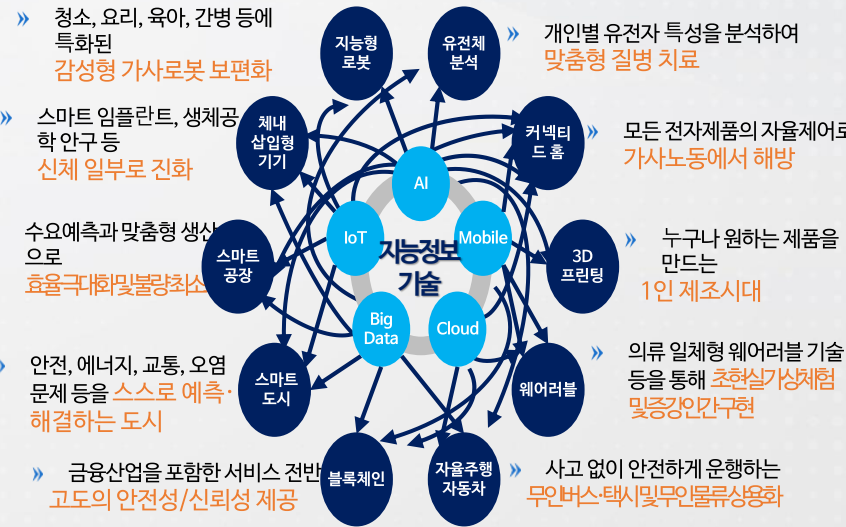 » 청소, 요리, 육아, 간병 등에
특화된
감성형 가사로봇 보편화
» 스마트 임플란트, 생체공
학 안구 등
신체 일부로 진화
수요예측과 맞춤형 생산
으로
효율극대화및불량최소
안전, 에너지, 교통, 오염
문제 등을 스스로 예측·
해결하는 도시
» 금융산업을 포함한 서비스 전반
고도의 안전성/신뢰성 제공
지능형
로봇
유전체
분석
체내
삽입형
기기
커넥티
드 홈
AI
IoT
Mobile
지능정보
기술
Big
Data
Cloud
스마트
공장
3D
프린팅
스마트
도시
웨어러블
블록체인
자율주행
자동차
» 개인별 유전자 특성을 분석하여
맞춤형 질병 치료
» 모든 전자제품의 자율제어로
가사노동에서 해방
» 누구나 원하는 제품을
만드는
1인 제조시대
» 의류 일체형 웨어러블 기술
등을 통해 초현실가상체험
및증강인간구현
» 사고 없이 안전하게 운행하는
무인버스·택시및무인물류상용화